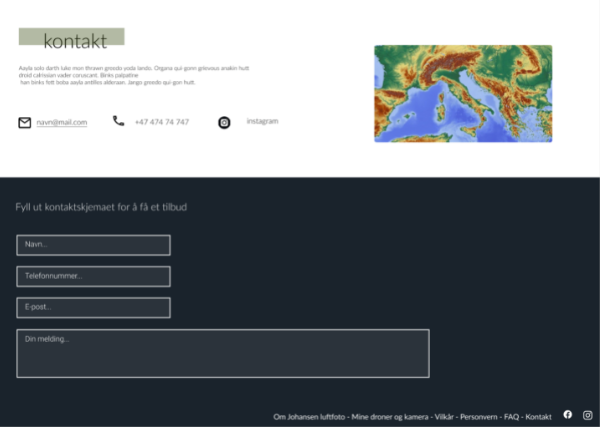 kontakt
Aayla solo darth luke mon thrawn greedo yoda lando. Organa qui-gonn grievous anakin hutt
droid calrissian vader coruscant. Binks palpatine
han binks fett boba aayla antilles alderaan. Jango greedo qui-gon hutt.
navn@mail.com
+47 474 74 747
instagram
Fyll ut kontaktskjemaet for å få et tilbud
Navn...
Telefonnummer...
E-post...
Din melding...
Om Johansen luftfoto - Mine droner og kamera - Vilkår - Personvern - FAQ - Kontakt